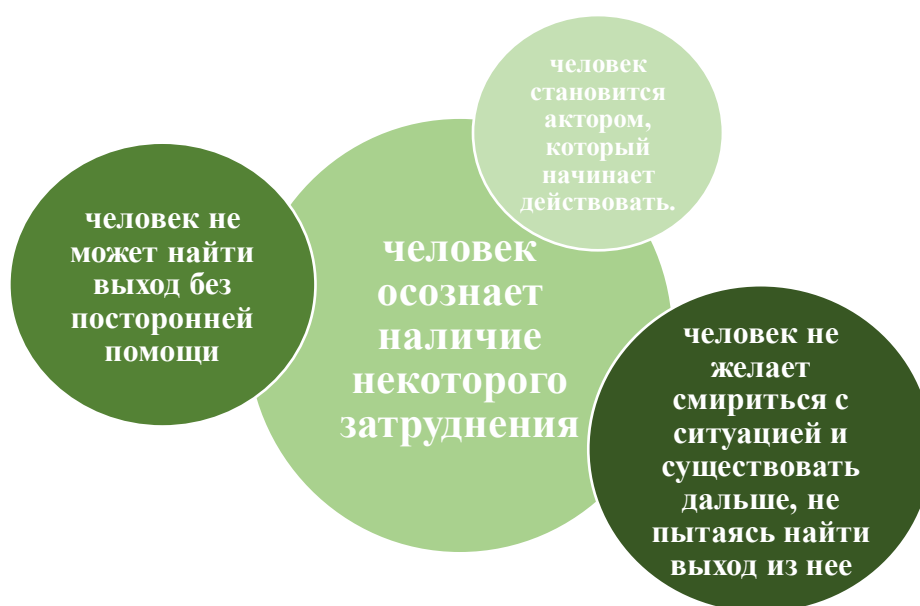 человек
становится
актором,
который
начинает
действовать.
человек не
может найти
выход без
посторонней
помощи
человек
осознает
наличие
некоторого
затруднения
человек не
желает
смириться с
ситуацией и
существовать
дальше, не
пытаясь найти
выход из нее